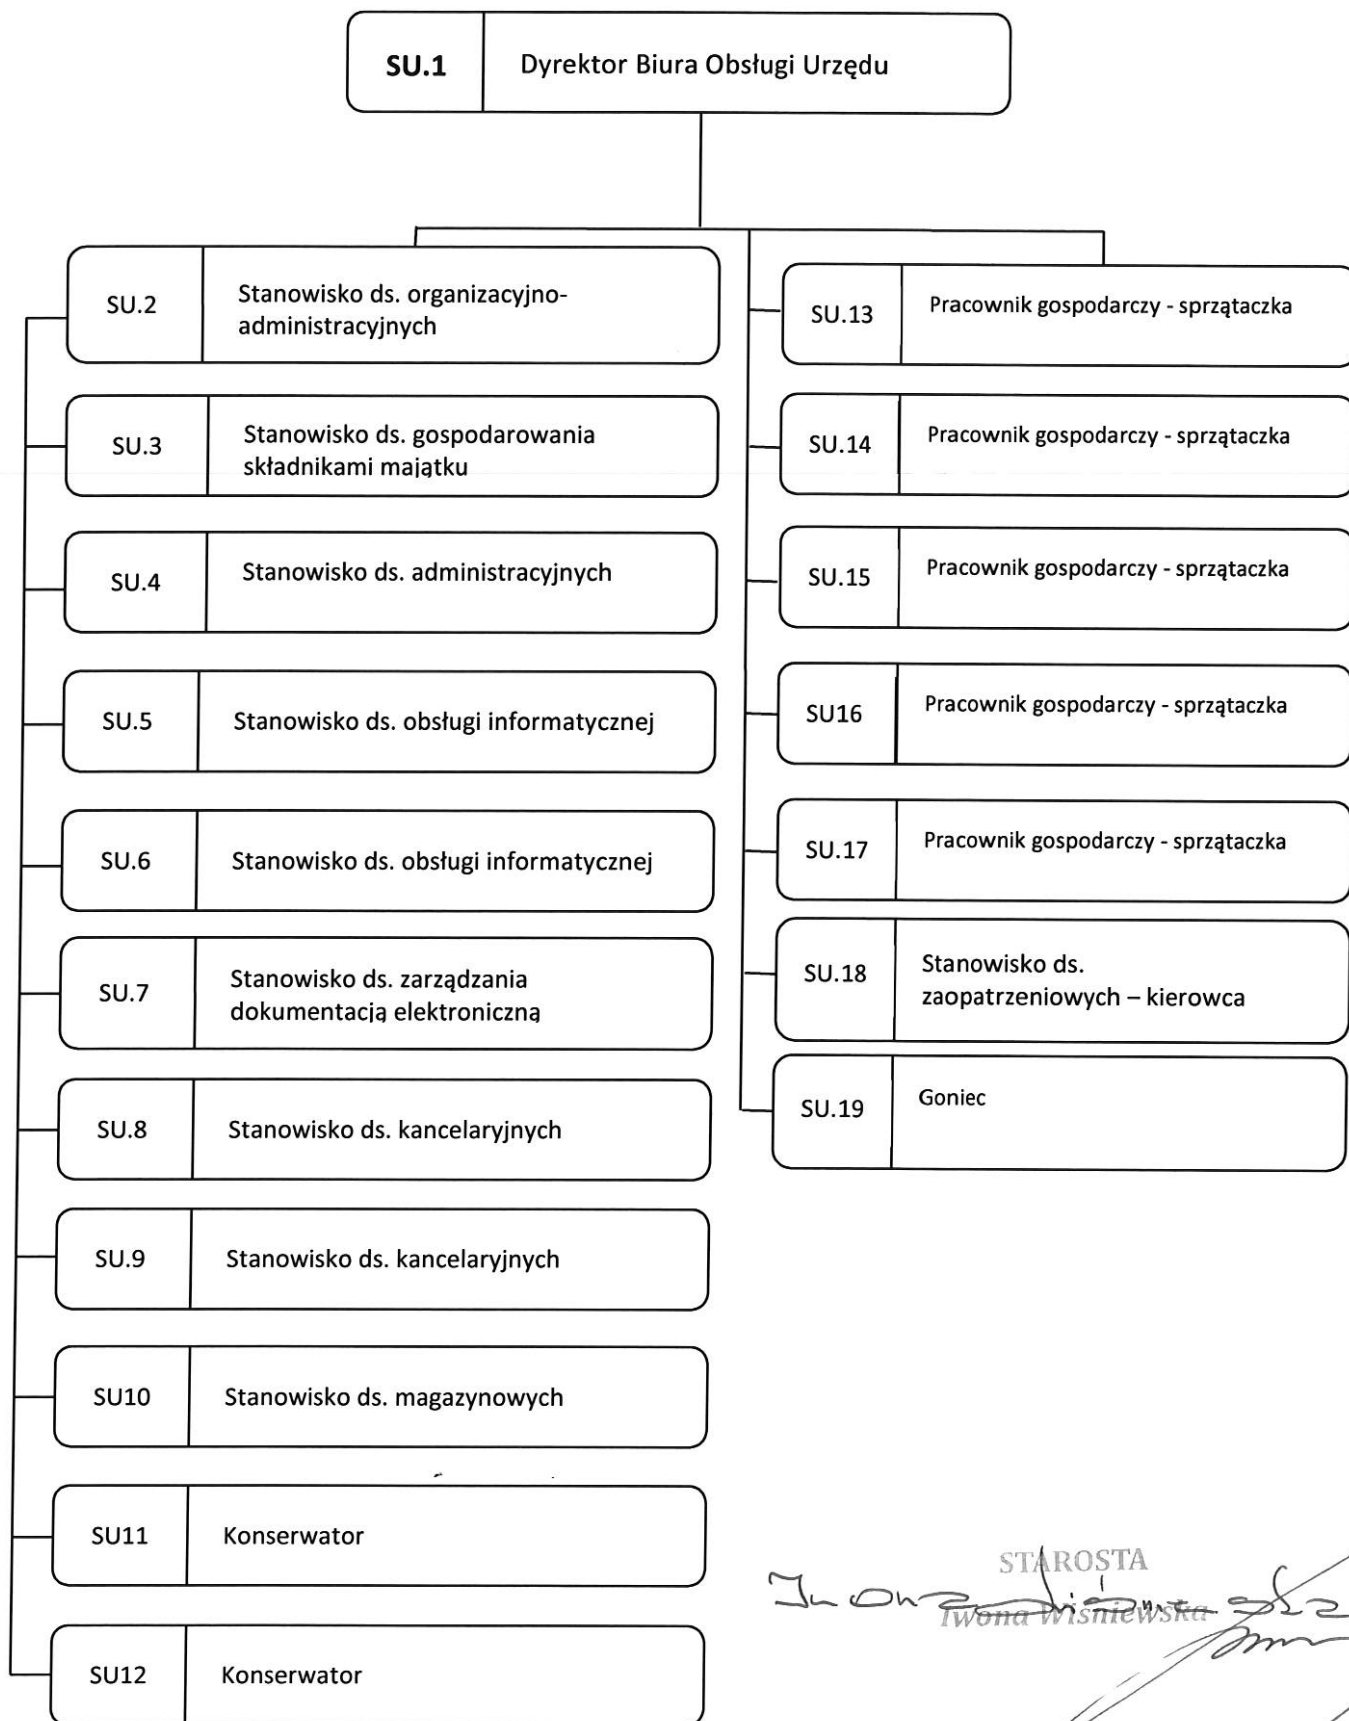 SU.1 Dyrektor Biura Obsługi Urzędu
SU.2 Stanowisko ds. organizacyjno-
administracyjnych
SU.3 Stanowisko ds. gospodarowania
składnikami majątku
SU.4 Stanowisko ds. administracyjnych
SU.5 Stanowisko ds. obsługi informatycznej
SU.6 Stanowisko ds. obsługi informatycznej
SU.7 Stanowisko ds. zarządzania
dokumentacją elektroniczną
SU.8 Stanowisko ds. kancelaryjnych
SU.9 Stanowisko ds. kancelaryjnych
SU10 Stanowisko ds. magazynowych
SU11 Konserwator
SU12 Konserwator
SU.13 Pracownik gospodarczy - sprzątaczka
SU.14 Pracownik gospodarczy - sprzątaczka
SU.15 Pracownik gospodarczy - sprzątaczka
SU16 Pracownik gospodarczy - sprzątaczka
SU.17 Pracownik gospodarczy - sprzątaczka
SU.18 Stanowisko ds.
zaopatrzeniowych – kierowca
SU.19 Goniec
STAROSTA
Iwona Wiśniewska